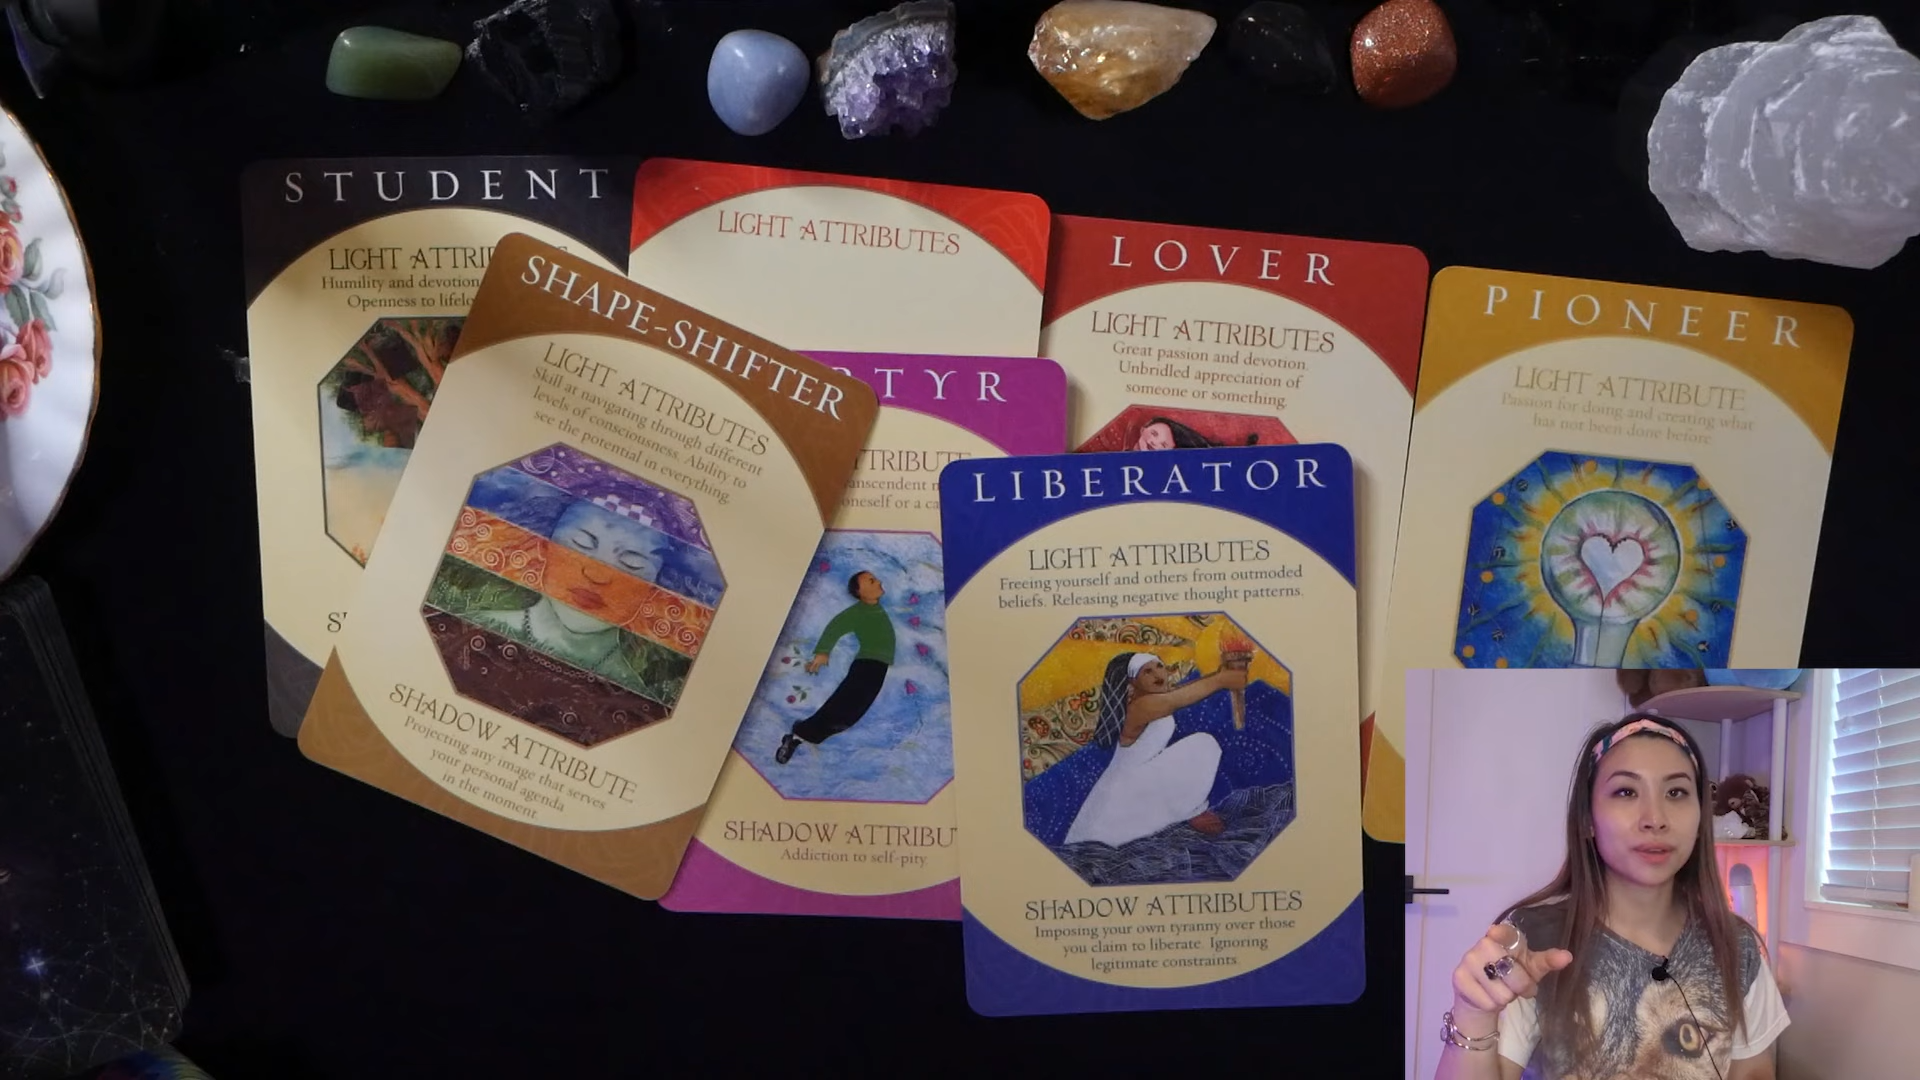 STUDENT
LIGHT ATTRI
Humility and devotion
Openness to
SHAPE-SHIFTER
LIGHT ATTRIBUTES
Skill at navigating through different
levels of consciousness. Ability to
see the potential in everything.
SHADOW ATTRIBUTE
Projecting any image that serves
your personal agenda
in the moment.
LIGHT ATTRIBUTES
RTYR
TTRIBUTE
ranscendent
oneself or a
SHADOW ATTRIBU
Addiction to self-pity.
LOVER
LIGHT ATTRIBUTES
Great passion and devotion.
Unbridled appreciation of
someone or something.
LIBERATOR
LIGHT ATTRIBUTES
Freeing yourself and others from outmoded
beliefs. Releasing negative thought patterns.
SHADOW ATTRIBUTES
Imposing your own tyranny over those
you claim to liberate. Ignoring
legitimate constraints.
PIONEER
LIGHT ATTRIBUTE
Passion for doing and creating what
has not been done before.